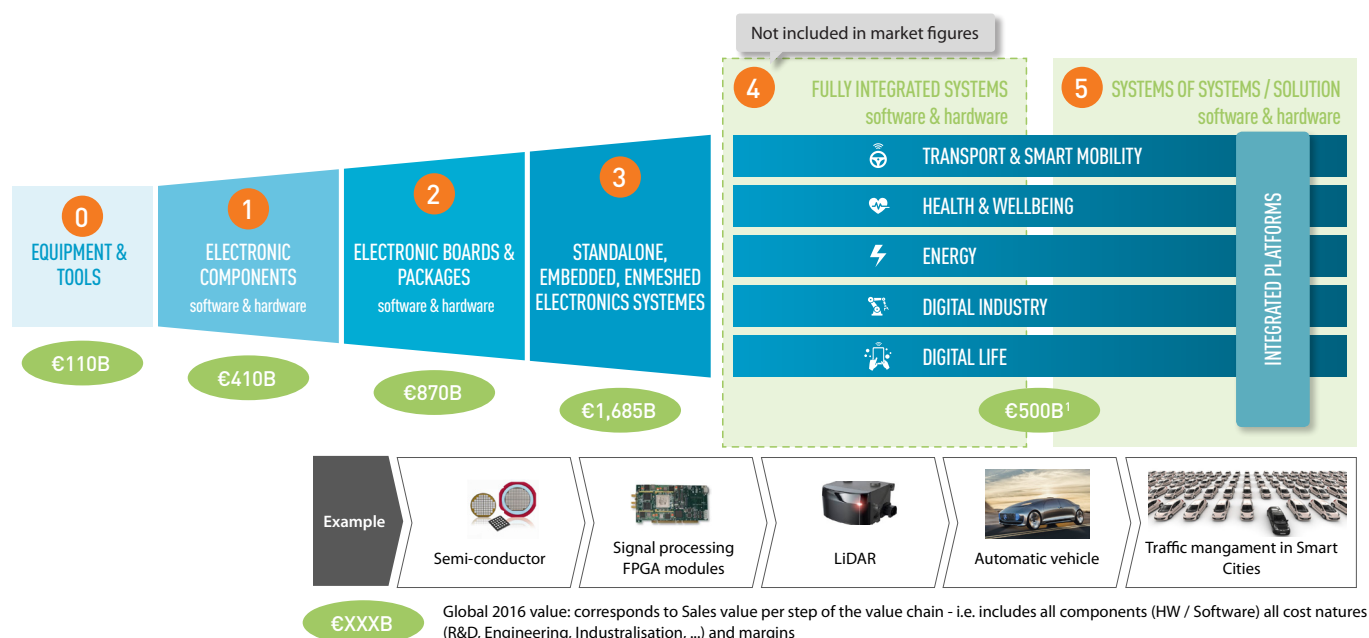 Not included in market figures
4
FULLY INTEGRATED SYSTEMS
software & hardware
5
SYSTEMS OF SYSTEMS / SOLUTION
software & hardware
0
EQUIPMENT &
TOOLS
€110B
1
ELECTRONIC
COMPONENTS
software & hardware
€410B
2
ELECTRONIC BOARDS &
PACKAGES
software & hardware
€870B
3
STANDALONE,
EMBEDDED, ENMESHED
ELECTRONICS SYSTEMES
€1,685B
TRANSPORT & SMART MOBILITY
HEALTH & WELLBEING
ENERGY
DIGITAL INDUSTRY
DIGITAL LIFE
INTEGRATED PLATFORMS
€500B¹
Example
Semi-conductor
Signal processing
FPGA modules
LiDAR
Automatic vehicle
Traffic mangament in Smart
Cities
€XXXB
Global 2016 value: corresponds to Sales value per step of the value chain - i.e. includes all components (HW / Software) all cost natures
(R&D, Engineering, Industralisation, ...) and margins